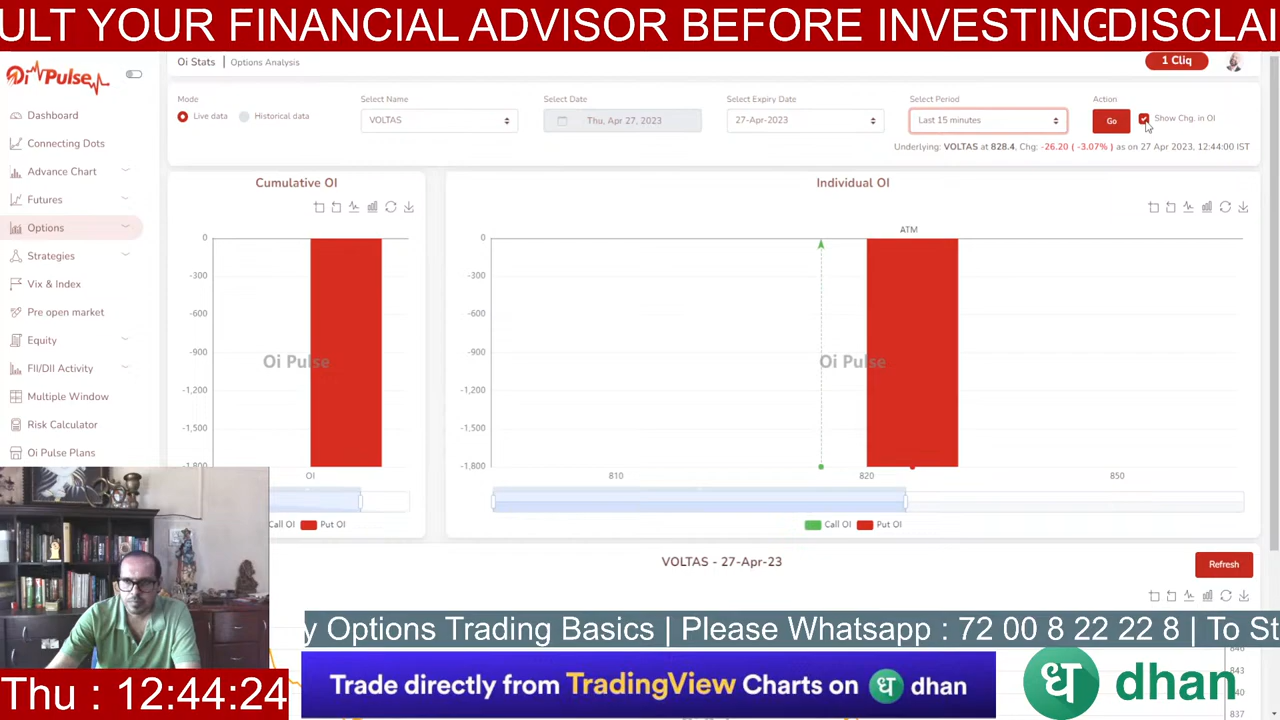 ULT YOUR FINANCIAL ADVISOR BEFORE INVESTING DISCLAI
Oi Pulse
Oi Stats | Options Analysis
1 Cliq
Mode
Select Name
Select Date
Select Expiry Date
Select Period
Action
Live data
Historical data
VOLTAS
Thu, Apr 27, 2023
27-Apr-2023
Last 15 minutes
Go
Show Chg. in OI
Underlying: VOLTAS at 828.4, Chg: -26.20 ( -3.07% ) as on 27 Apr 2023, 12:44:00 IST
Dashboard
Connecting Dots
Advance Chart
Futures
Options
Strategies
Vix & Index
Pre open market
Equity
FII/DII Activity
Multiple Window
Risk Calculator
Oi Pulse Plans
Cumulative OI
0
-300
-600
-900
-1,200
-1,500
-1,800
Oi Pulse
OI
Call OI
Put OI
Individual OI
ATM
0
-300
-600
-900
-1,200
-1,500
-1,800
Oi Pulse
810
820
850
Call OI
Put OI
VOLTAS - 27-Apr-23
Refresh
y Options Trading Basics | Please Whatsapp : 72 00 8 22 22 8 | To St
846
843
840
837
Thu : 12:44:24
Trade directly from TradingView Charts on ध dhan
ध dhan